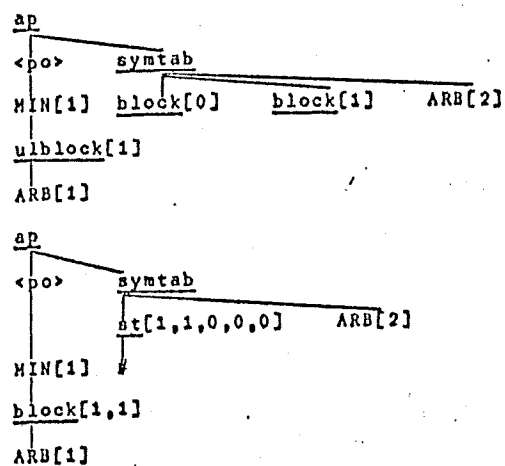 ap
<po> symtab
MIN[1] block[0] block[1] ARB[2]
ulblock[1]
ARB[1]
ap
<po> symtab
st[1,1,0,0,0] ARB[2]
MIN[1] #
block[1,1]
ARB[1]